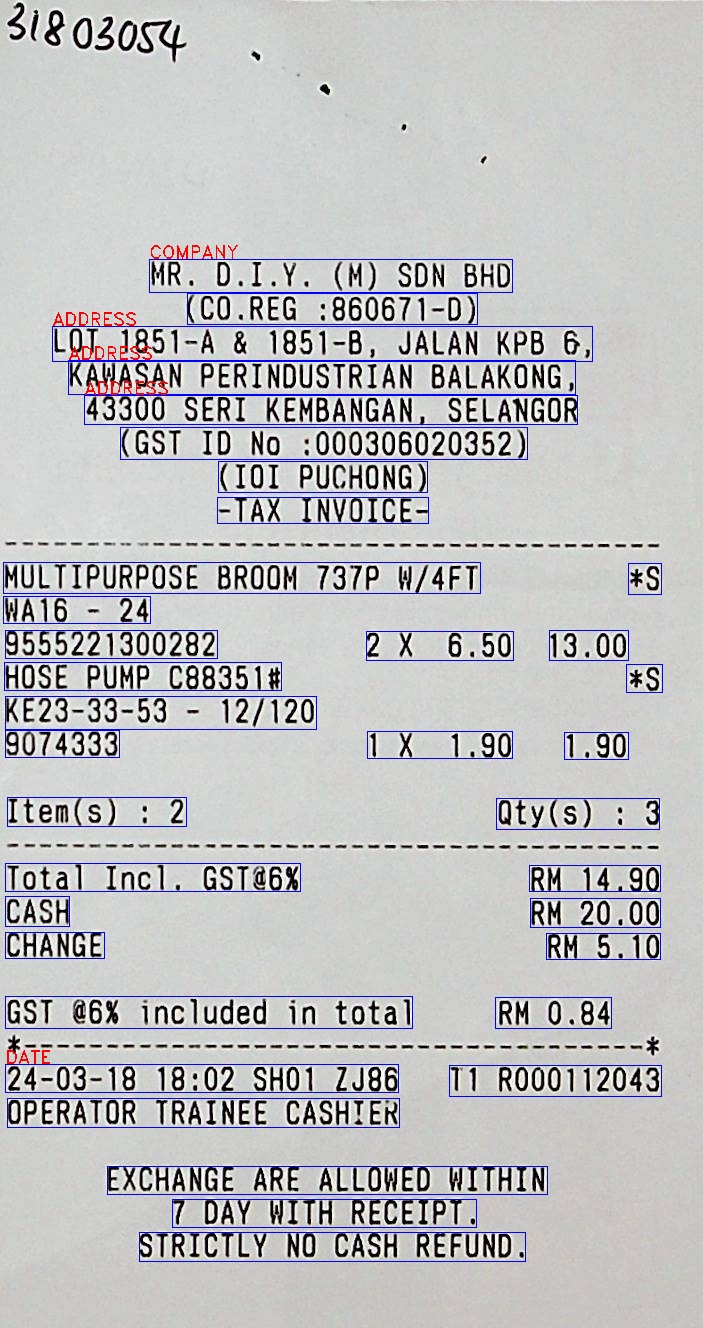 31803054
COMPANY
MR. D.I.Y. (M) SDN BHD
(CO.REG :860671-D)
ADDRESS
LOT 1851-A & 1851-B, JALAN KPB 6,
ADDRESS
KAWASAN PERINDUSTRIAN BALAKONG,
ADDRESS
43300 SERI KEMBANGAN, SELANGOR
(GST ID No :000306020352)
(IOI PUCHONG)
-TAX INVOICE-
MULTIPURPOSE BROOM 737P W/4FT *S
WA16 - 24
9555221300282 2 X 6.50 13.00
HOSE PUMP C88351# *S
KE23-33-53 - 12/120
9074333 1 X 1.90 1.90
Item(s) : 2 Qty(s) : 3
Total Incl. GST@6% RM 14.90
CASH RM 20.00
CHANGE RM 5.10
GST @6% included in total RM 0.84
*--------------------------------------*
DATE
24-03-18 18:02 SH01 ZJ86 T1 R000112043
OPERATOR TRAINEE CASHIER
EXCHANGE ARE ALLOWED WITHIN
7 DAY WITH RECEIPT.
STRICTLY NO CASH REFUND.